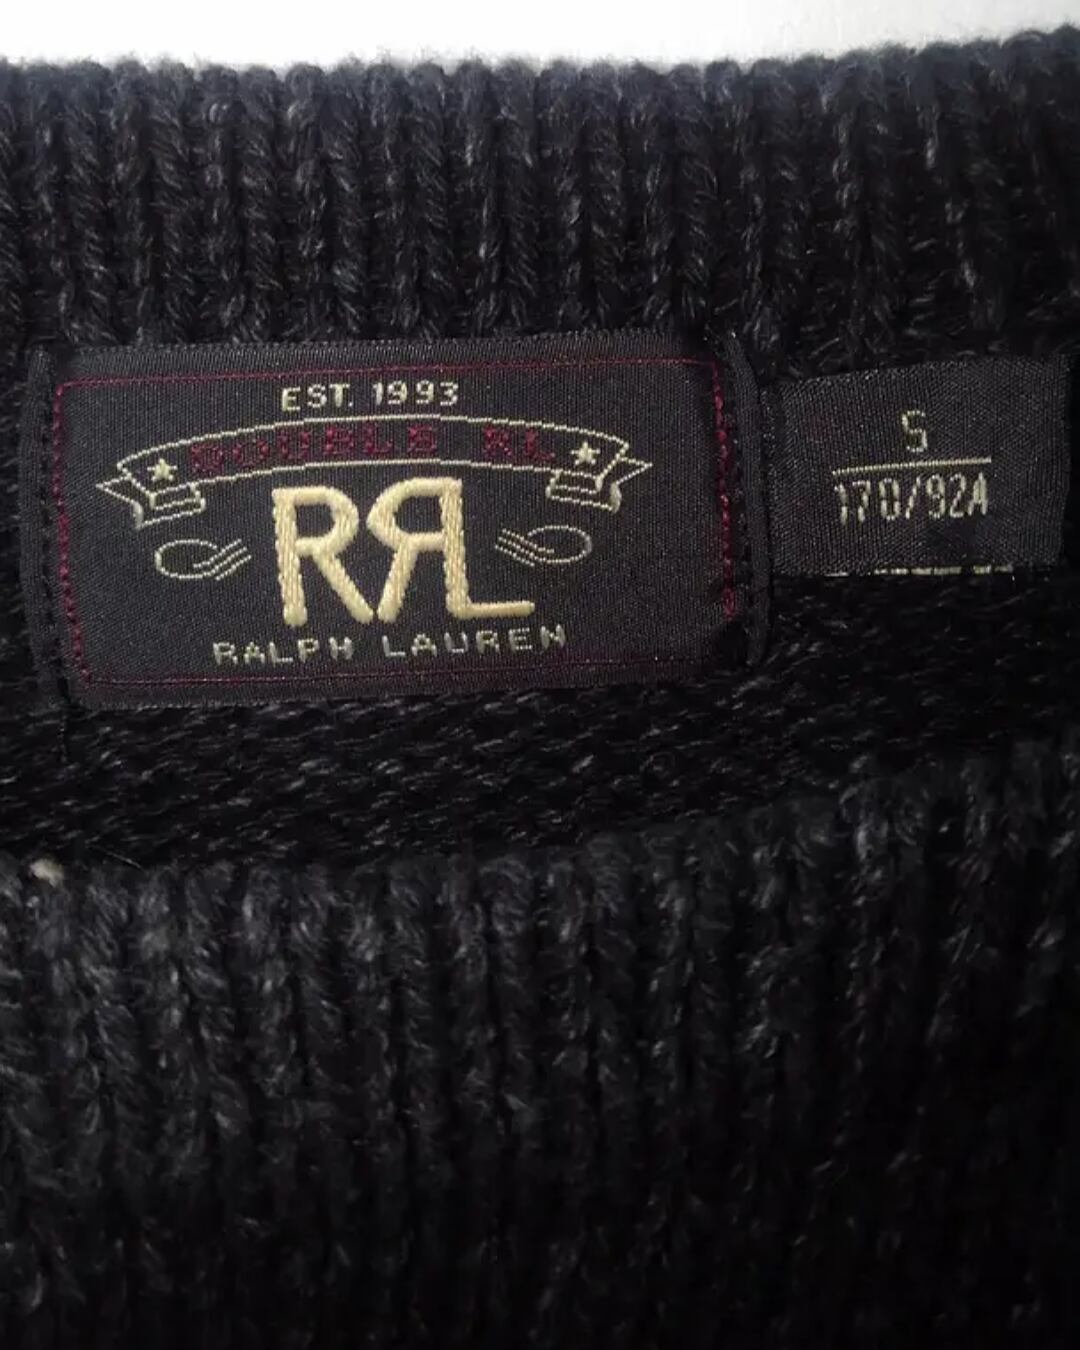 EST. 1993
DOUBLE RL
RRL
RALPH LAUREN
S
170/92A